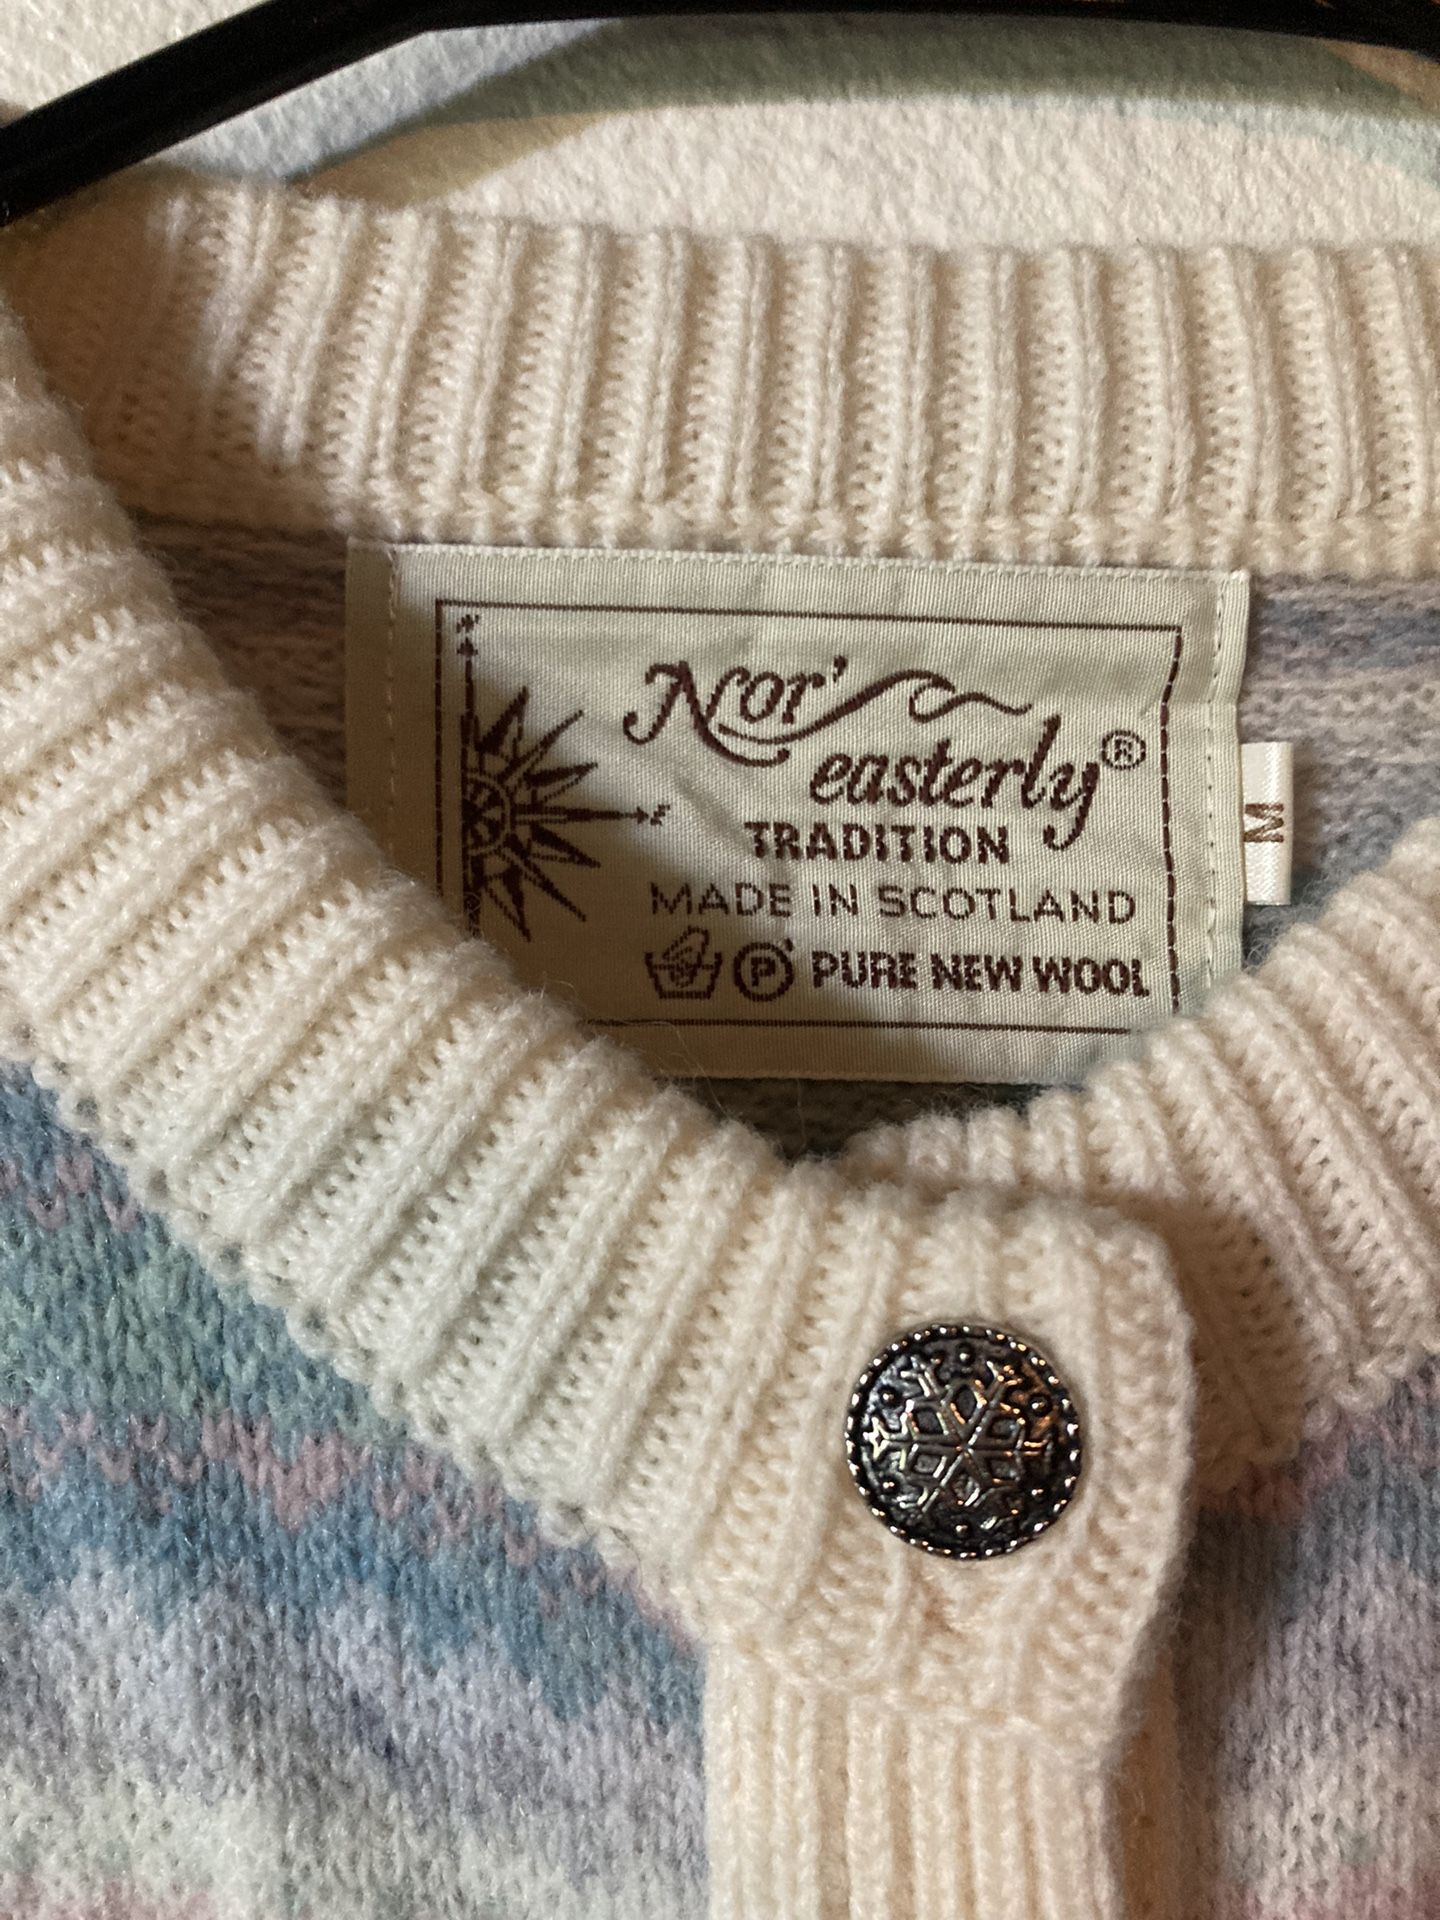 N
Nor'
easterly®
E
TRADITION
M
MADE IN SCOTLAND
P PURE NEW WOOL